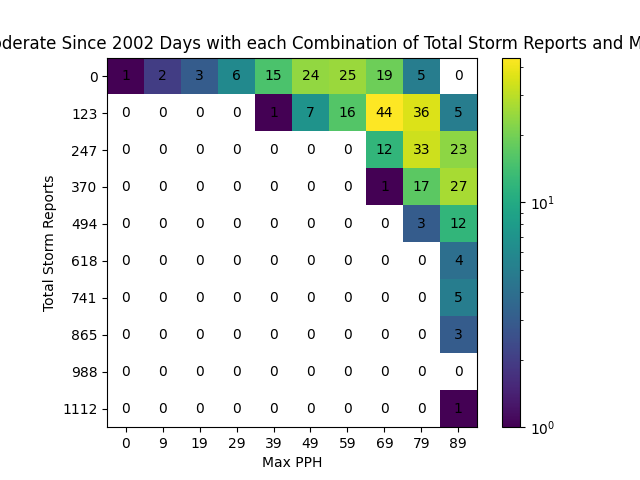 oderate Since 2002 Days with each Combination of Total Storm Reports and M
0 1 2 3 6 15 24 25 19 5 0
123 0 0 0 0 1 7 16 44 36 5
247 0 0 0 0 0 0 0 12 33 23
370 0 0 0 0 0 0 0 1 17 27
494 0 0 0 0 0 0 0 0 3 12
618 0 0 0 0 0 0 0 0 0 4
741 0 0 0 0 0 0 0 0 0 5
865 0 0 0 0 0 0 0 0 0 3
988 0 0 0 0 0 0 0 0 0 0
1112 0 0 0 0 0 0 0 0 0 1
0 9 19 29 39 49 59 69 79 89
Max PPH
Total Storm Reports
10¹
10⁰